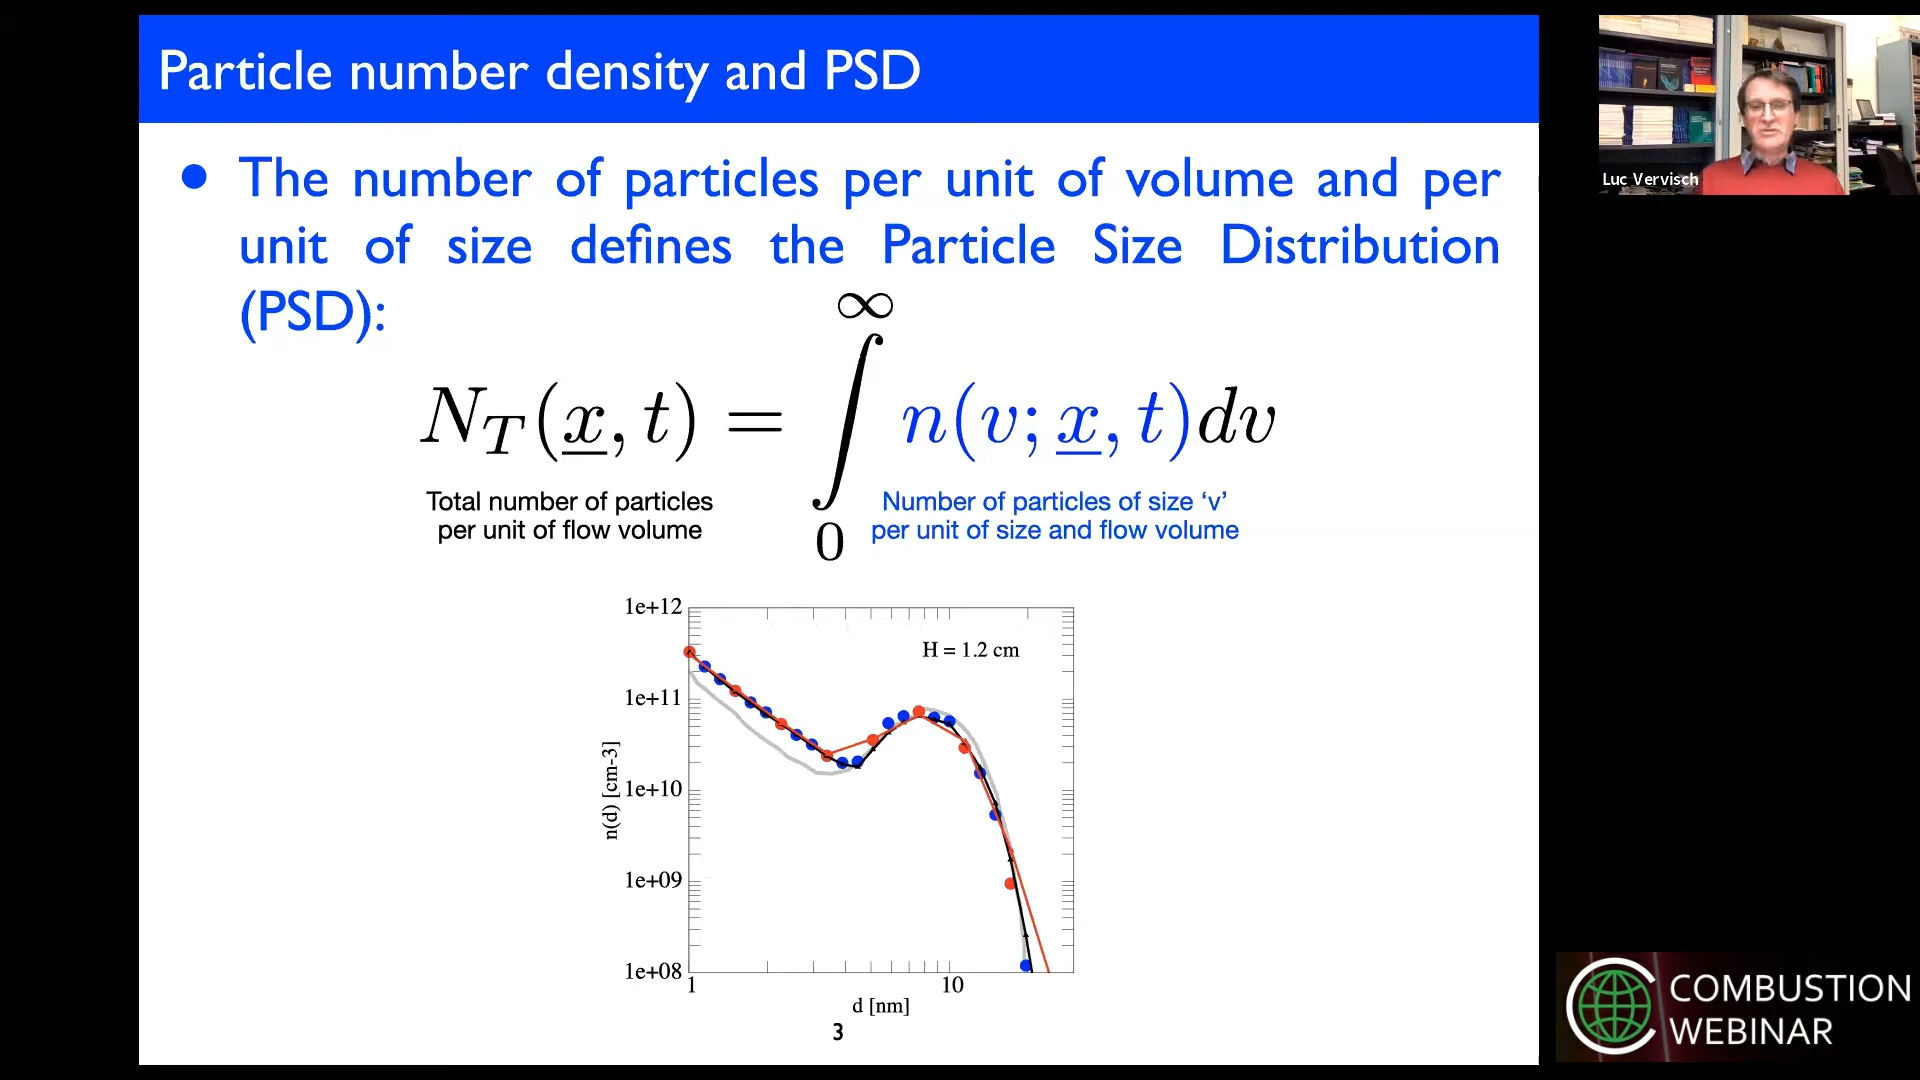 Particle number density and PSD
Luc Vervisch
• The number of particles per unit of volume and per
unit of size defines the Particle Size Distribution
(PSD):
N_T(x, t) = ∫_0^∞ n(v; x, t)dv
Total number of particles
per unit of flow volume
Number of particles of size ‘v’
per unit of size and flow volume
1e+12
1e+11
1e+10
1e+09
1e+08
n(d) [cm-3]
H = 1.2 cm
1
10
d [nm]
3
COMBUSTION
WEBINAR